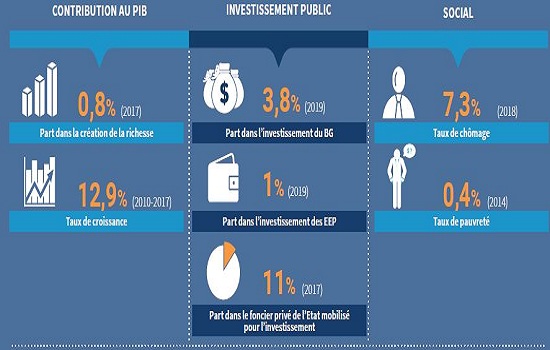 CONTRIBUTION AU PIB
0,8% (2017)
Part dans la création de la richesse
12,9% (2010-2017)
Taux de croissance
INVESTISSEMENT PUBLIC
$
3,8% (2019)
Part dans l'investissement du BG
1% (2019)
Part dans l'investissement des EEP
11% (2017)
Part dans le foncier privé de l'Etat mobilisé
pour l'investissement
SOCIAL
7,3% (2018)
Taux de chômage
0,4% (2014)
Taux de pauvreté